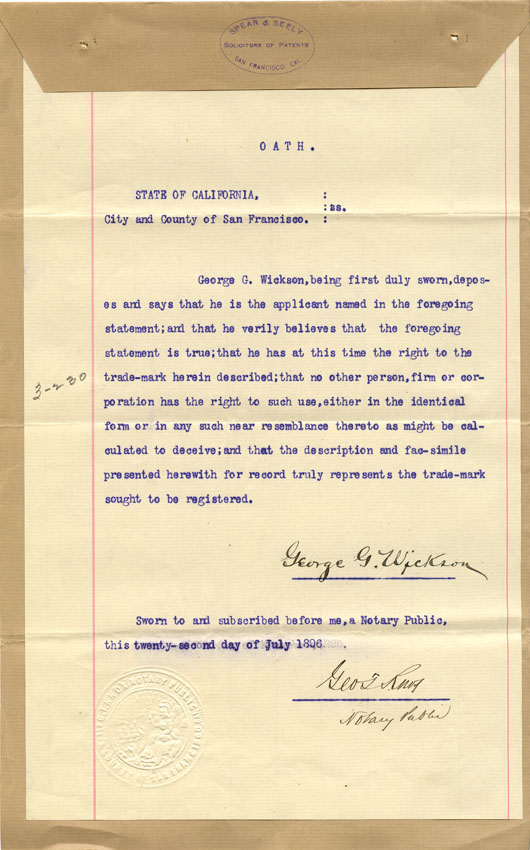 SPEAR & SEELY
SOLICITORS OF PATENTS
SAN FRANCISCO, CAL.
OATH.
STATE OF CALIFORNIA, :
:ss.
City and County of San Francisco. :
George G. Wickson,being first duly sworn,depos-
es and says that he is the applicant named in the foregoing
statement;and that he verily believes that the foregoing
statement is true;that he has at this time the right to the
trade-mark herein described;that no other person,firm or cor-
3-230
poration has the right to such use,either in the identical
form or in any such near resemblance thereto as might be cal-
culated to deceive;and that the description and fac-simile
presented herewith for record truly represents the trade-mark
sought to be registered.
George G. Wickson
Sworn to and subscribed before me,a Notary Public,
this twenty-second day of July 1896
Geo T Knox
Notary Public